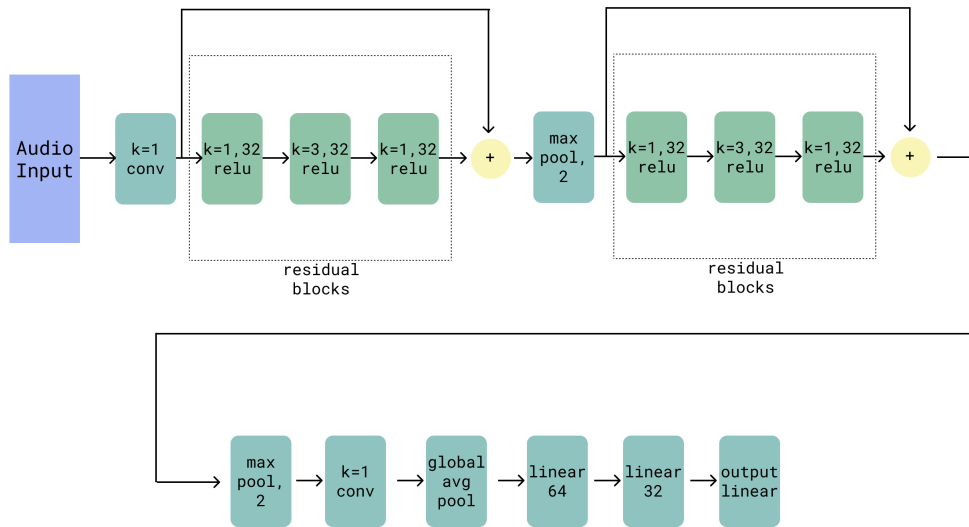 Audio
Input
k=1
conv
k=1,32
relu
k=3,32
relu
k=1,32
relu
+
max
pool,
2
k=1,32
relu
k=3,32
relu
k=1,32
relu
+
residual
blocks
residual
blocks
max
pool,
2
k=1
conv
global
avg
pool
linear
64
linear
32
output
linear